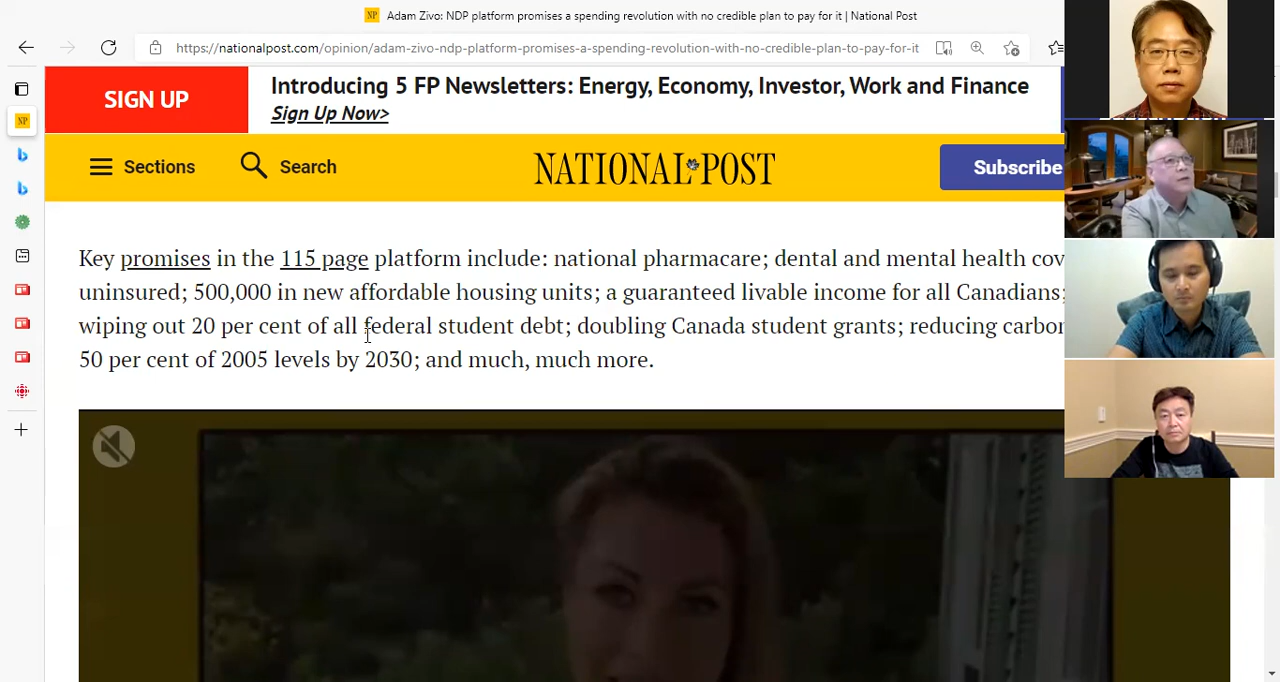 Adam Zivo: NDP platform promises a spending revolution with no credible plan to pay for it | National Post
https://nationalpost.com/opinion/adam-zivo-ndp-platform-promises-a-spending-revolution-with-no-credible-plan-to-pay-for-it
SIGN UP
Introducing 5 FP Newsletters: Energy, Economy, Investor, Work and Finance
Sign Up Now>
NP
Sections
Search
NATIONAL POST
Subscribe
Key promises in the 115 page platform include: national pharmacare; dental and mental health cov
uninsured; 500,000 in new affordable housing units; a guaranteed livable income for all Canadians;
wiping out 20 per cent of all federal student debt; doubling Canada student grants; reducing carbon
50 per cent of 2005 levels by 2030; and much, much more.